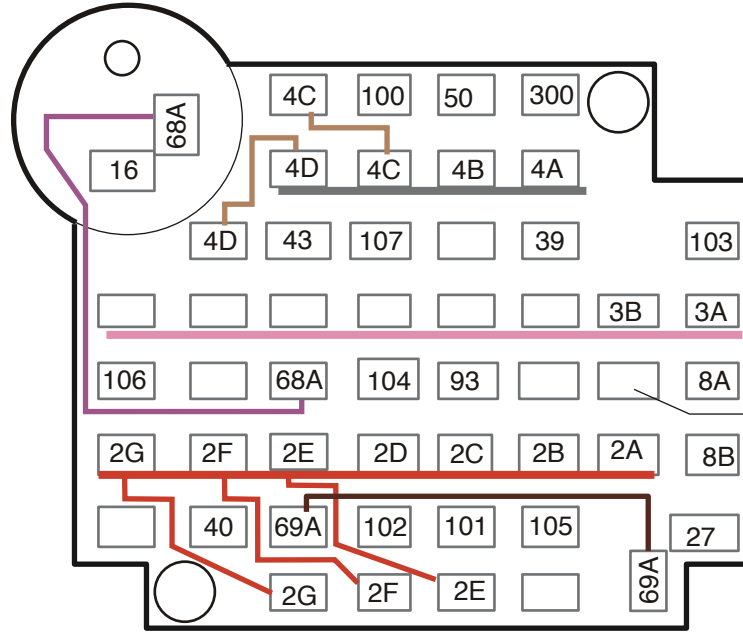 4C 100 50 300
68A
16 4D 4C 4B 4A
4D 43 107 39 103
3B 3A
106 68A 104 93 8A
2G 2F 2E 2D 2C 2B 2A 8B
40 69A 102 101 105 27
2G 2F 2E 69A